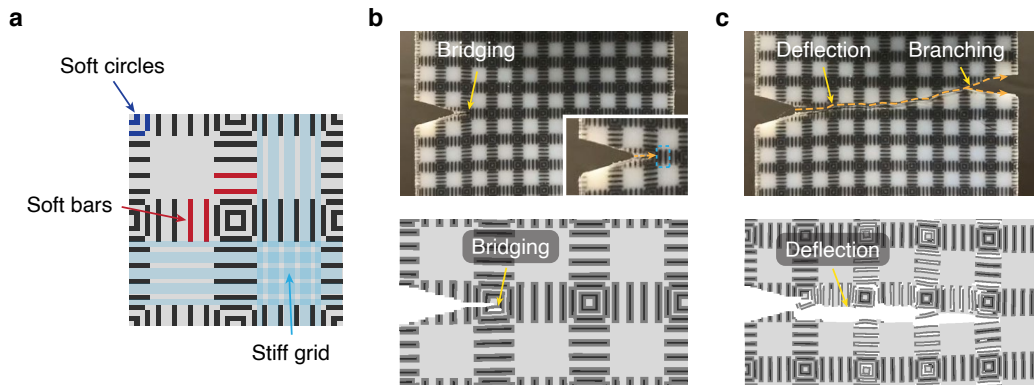 a
Soft circles
Soft bars
Stiff grid
b
Bridging
Bridging
c
Deflection
Branching
Deflection